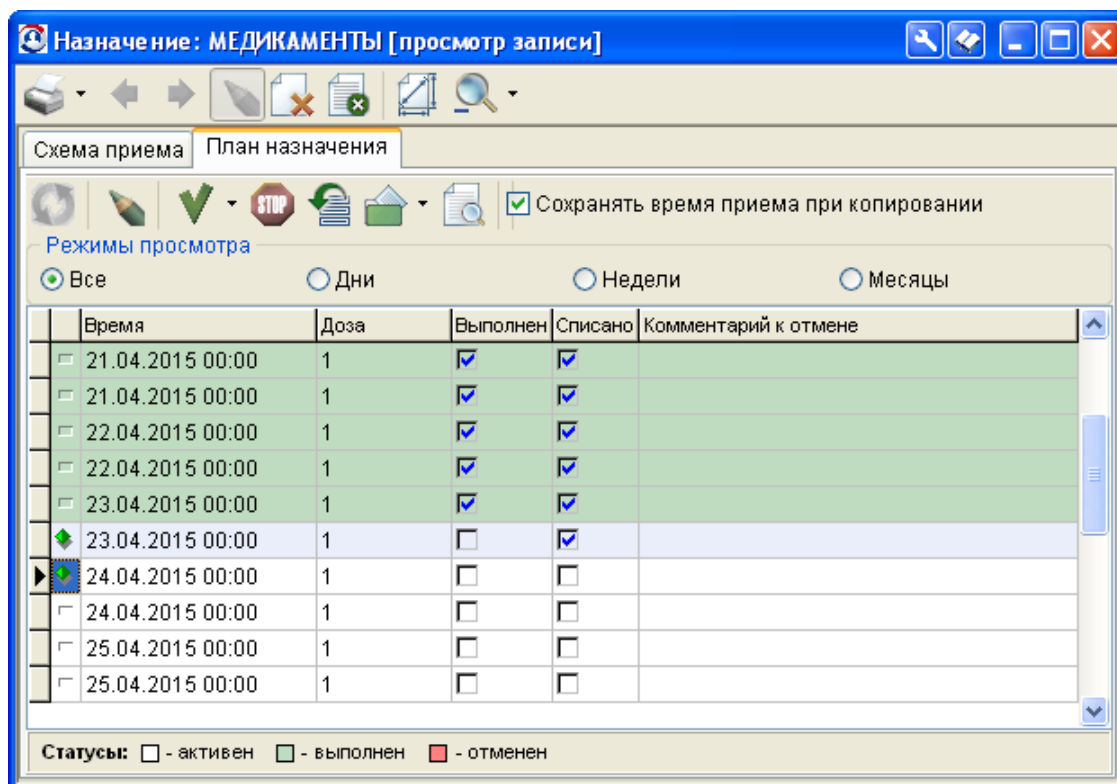 Назначение: МЕДИКАМЕНТЫ [просмотр записи]
Схема приема План назначения
STOP Сохранять время приема при копировании
Режимы просмотра
Все Дни Недели Месяцы
Время Доза Выполнен Списано Комментарий к отмене
21.04.2015 00:00 1
21.04.2015 00:00 1
22.04.2015 00:00 1
22.04.2015 00:00 1
23.04.2015 00:00 1
23.04.2015 00:00 1
24.04.2015 00:00 1
24.04.2015 00:00 1
25.04.2015 00:00 1
25.04.2015 00:00 1
Статусы: - активен - выполнен - отменен